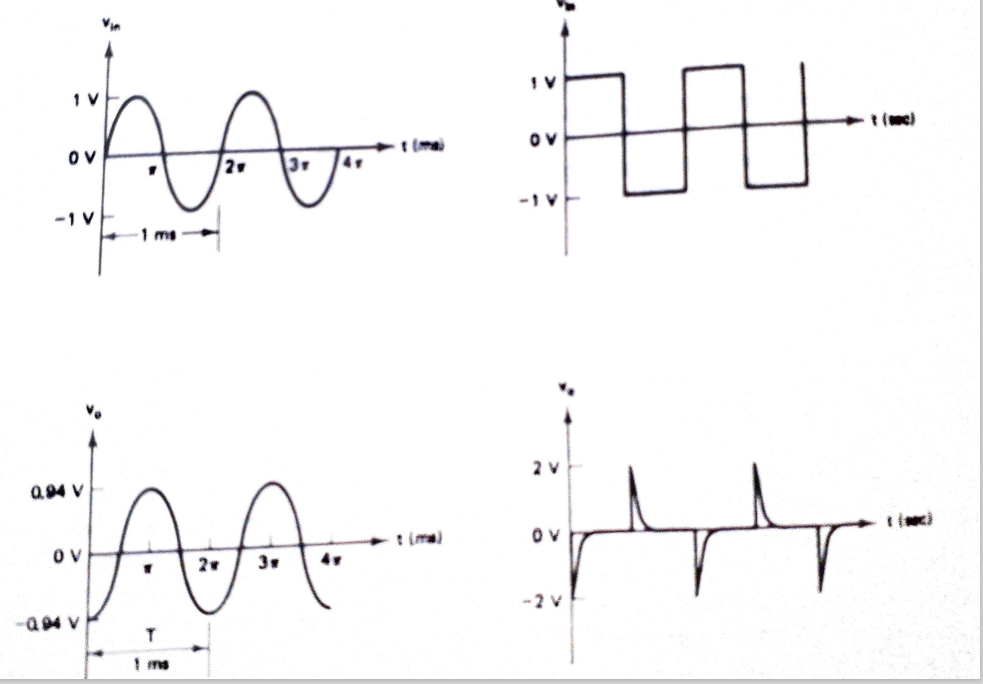 v_in
1 V
0 V
-1 V
π
2π
3π
4π
t (ms)
1 ms
v_in
1 V
0 V
-1 V
t (sec)
v_o
0.94 V
0 V
-0.94 V
π
2π
3π
4π
t (ms)
T
1 ms
v_o
2 V
0 V
-2 V
t (sec)